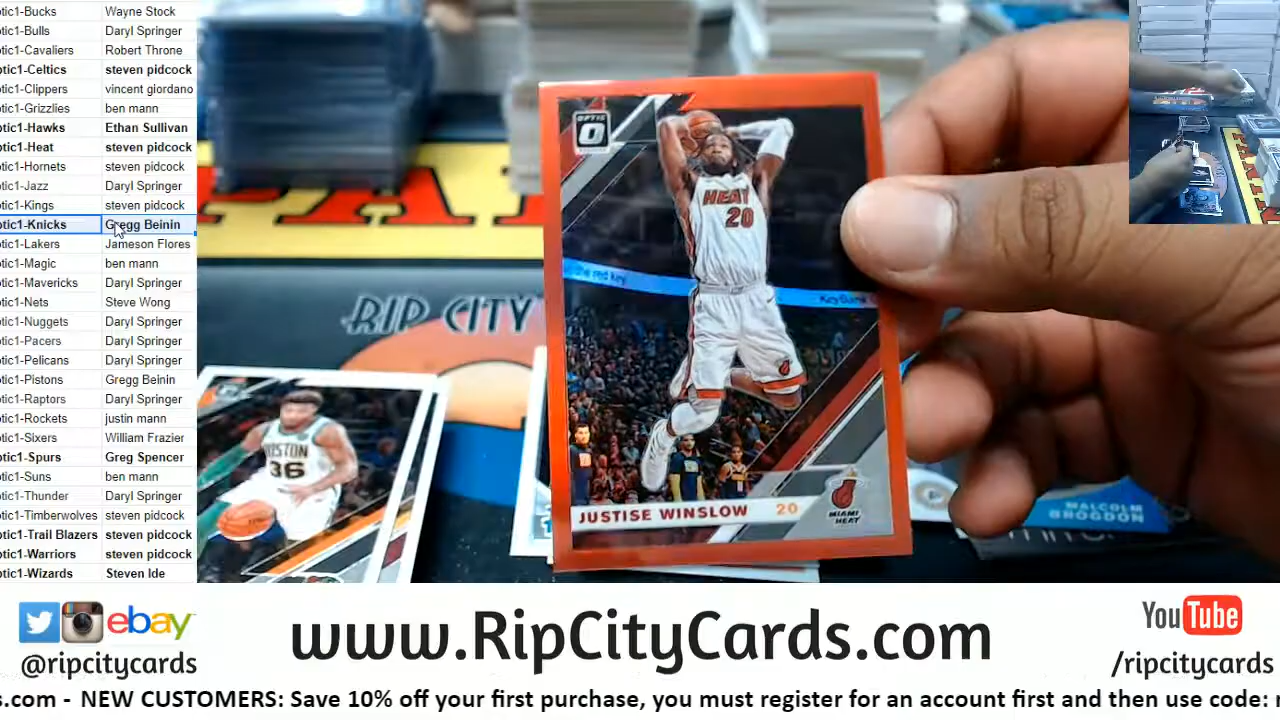 otic1-Bucks Wayne Stock
otic1-Bulls Daryl Springer
otic1-Cavaliers Robert Throne
otic1-Celtics steven pidcock
otic1-Clippers vincent giordano
otic1-Grizzlies ben mann
otic1-Hawks Ethan Sullivan
otic1-Heat steven pidcock
otic1-Hornets steven pidcock
otic1-Jazz Daryl Springer
otic1-Kings steven pidcock
otic1-Knicks Gregg Beinin
otic1-Lakers Jameson Flores
otic1-Magic ben mann
otic1-Mavericks Daryl Springer
otic1-Nets Steve Wong
otic1-Nuggets Daryl Springer
otic1-Pacers Daryl Springer
otic1-Pelicans Daryl Springer
otic1-Pistons Gregg Beinin
otic1-Raptors Daryl Springer
otic1-Rockets justin mann
otic1-Sixers William Frazier
otic1-Spurs Greg Spencer
otic1-Suns ben mann
otic1-Thunder Daryl Springer
otic1-Timberwolves steven pidcock
otic1-Trail Blazers steven pidcock
otic1-Warriors steven pidcock
otic1-Wizards Steven Ide
RIP CITY
OPTIC
HEAT
20
the red key
JUSTISE WINSLOW 20
MIAMI
HEAT
BOSTON
36
MALCOLM
BROGDON
ebay
@ripcitycards
www.RipCityCards.com
YouTube
/ripcitycards
s.com - NEW CUSTOMERS: Save 10% off your first purchase, you must register for an account first and then use code: